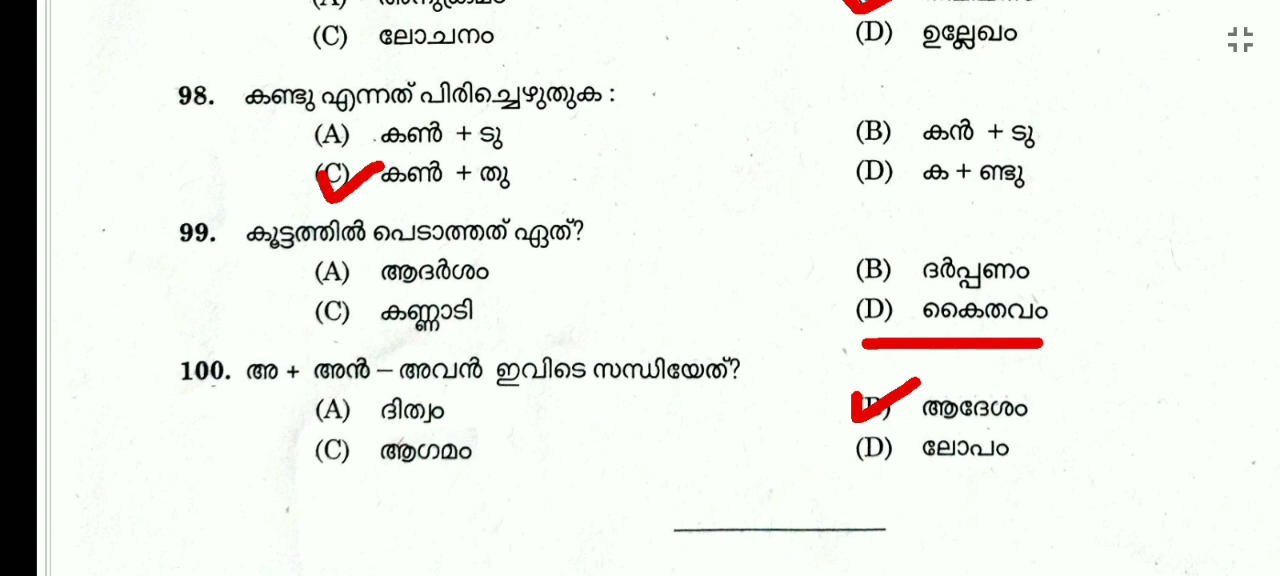 (C) ലോചനം (D) ഉല്ലേഖം
98. കണ്ടു എന്നത് പിരിച്ചെഴുതുക :
(A) കൺ + ടു (B) കൻ + ടു
(C) കൺ + തു (D) ക + ണ്ടു
99. കൂട്ടത്തിൽ പെടാത്തത് ഏത്?
(A) ആദർശം (B) ദർപ്പണം
(C) കണ്ണാടി (D) കൈതവം
100. അ + അൻ – അവൻ ഇവിടെ സന്ധിയേത്?
(A) ദിത്വം (B) ആദേശം
(C) ആഗമം (D) ലോപം